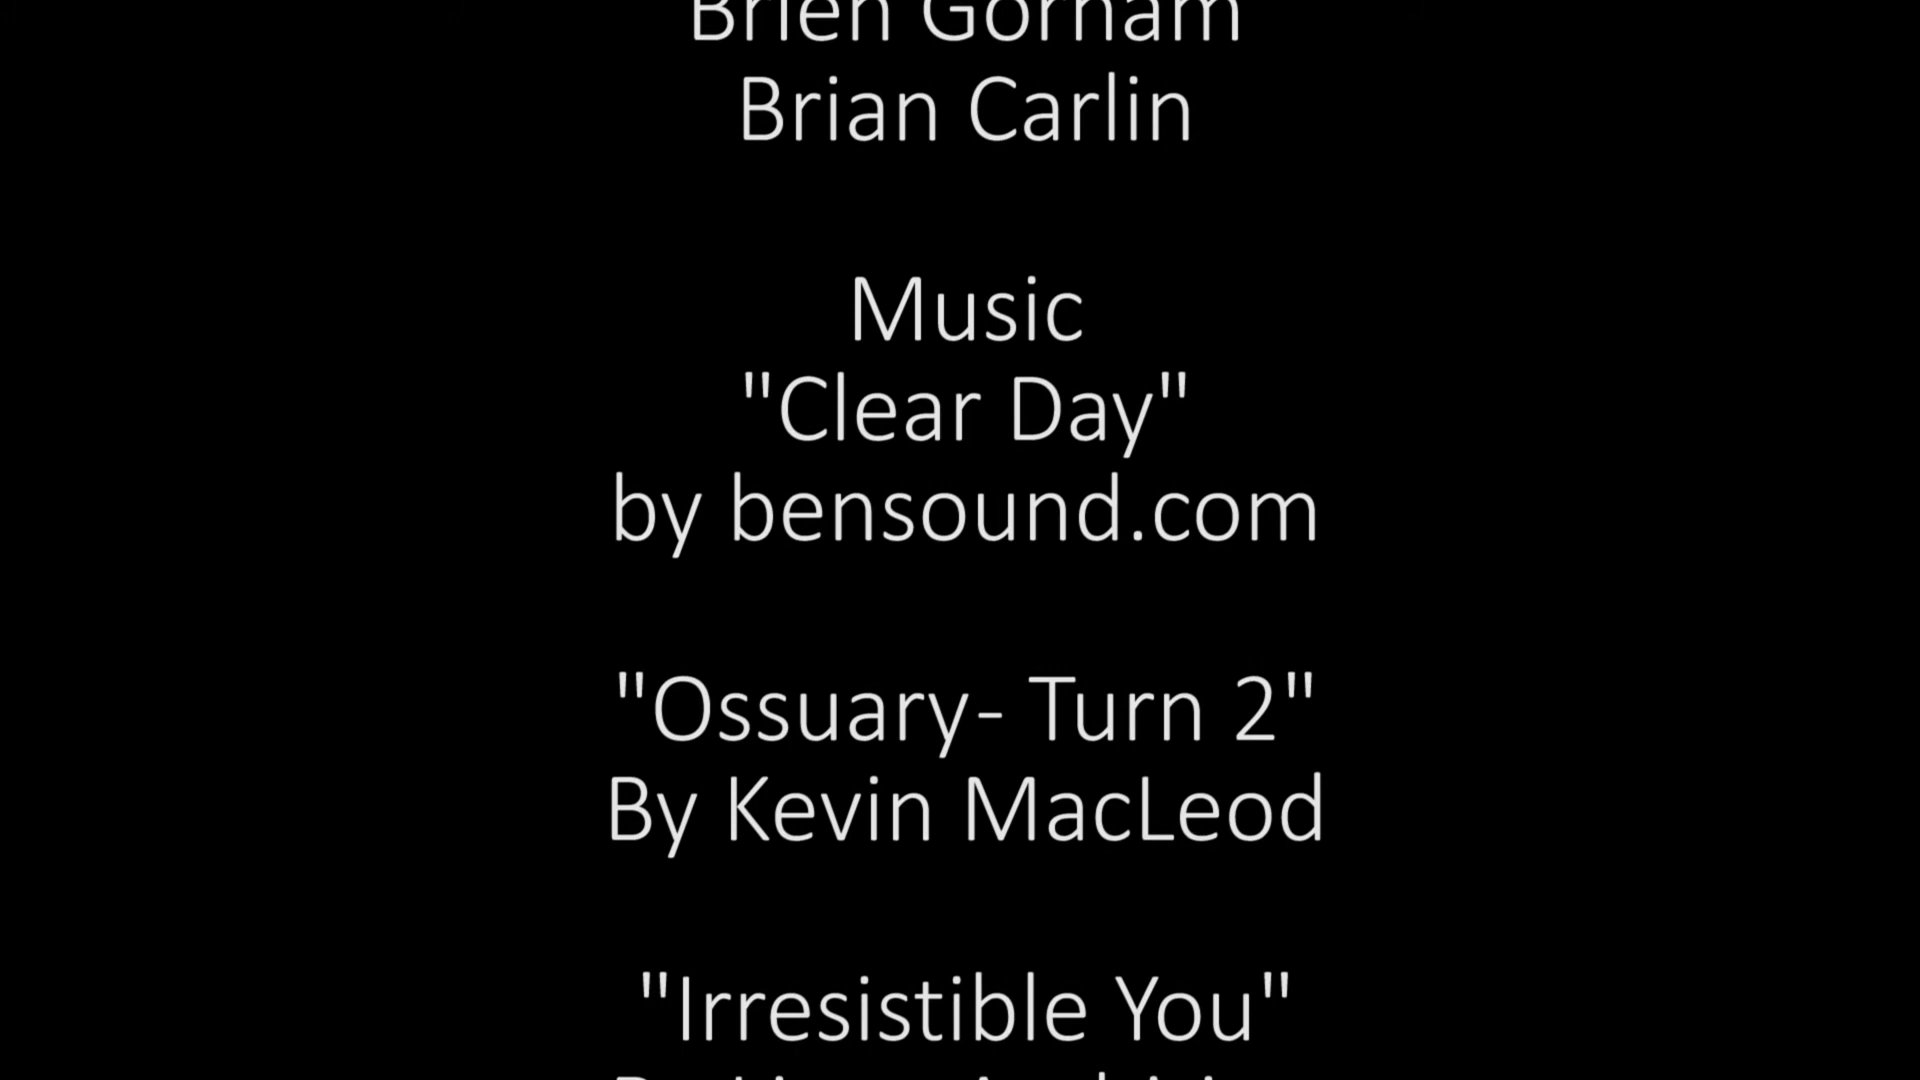 Brien Gorham
Brian Carlin
Music
"Clear Day"
by bensound.com
"Ossuary- Turn 2"
By Kevin MacLeod
"Irresistible You"